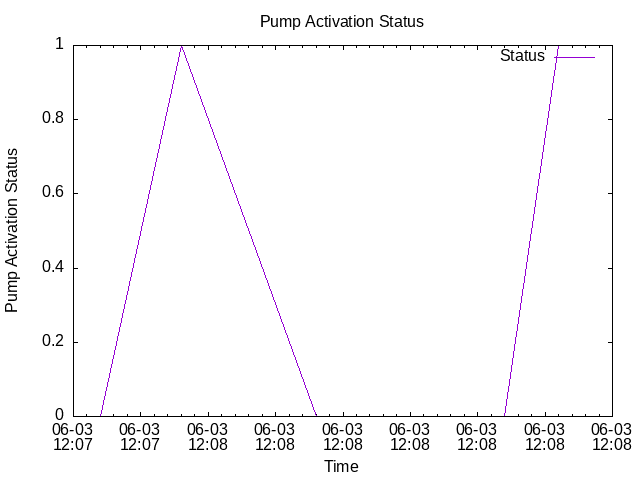 Pump Activation Status
Status
1
0.8
0.6
0.4
0.2
0
Pump Activation Status
06-03 06-03 06-03 06-03 06-03 06-03 06-03 06-03 06-03
12:07 12:07 12:08 12:08 12:08 12:08 12:08 12:08 12:08
Time